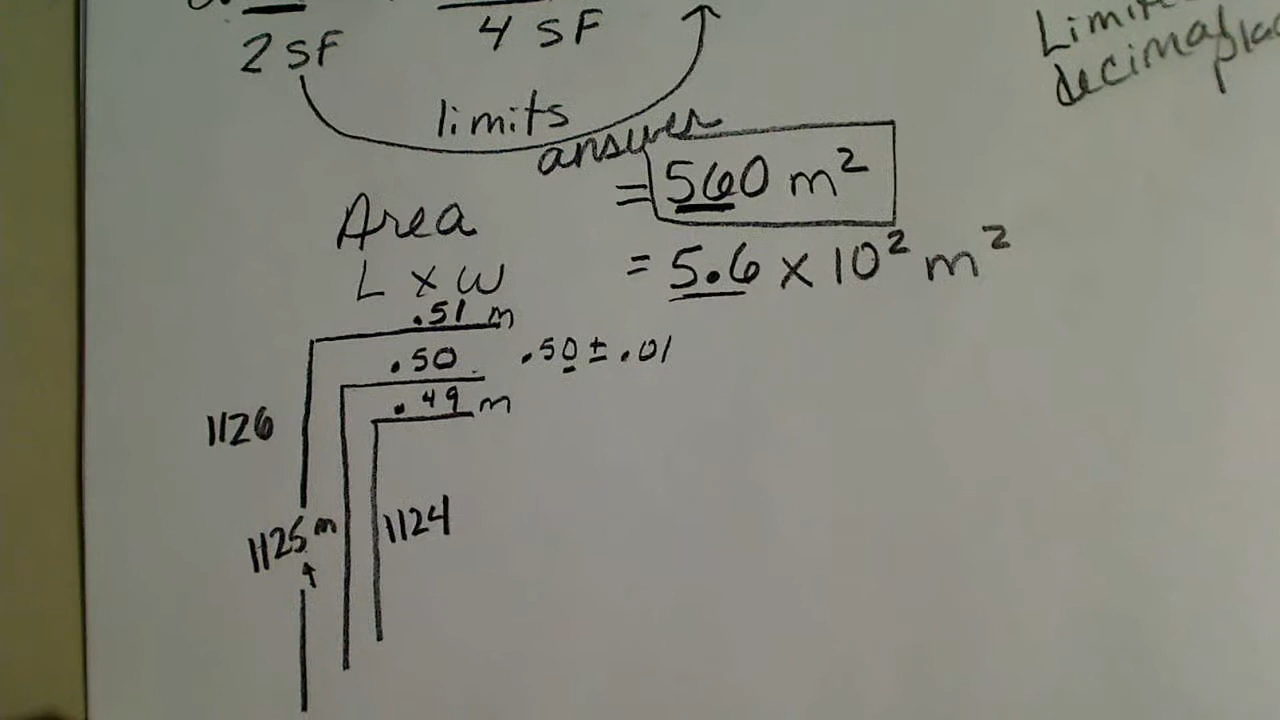 2 SF 4 SF
limits
answer
Area
= 560 m²
L x W
= 5.6 x 10² m²
.51 m
.50 .50 ± .01
.49 m
1126
1125 m
1124
decimal